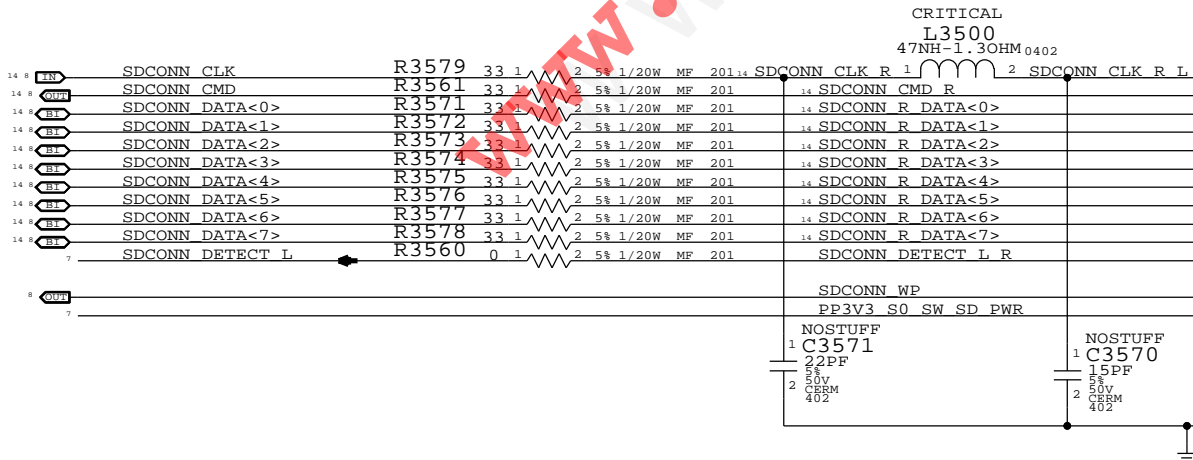 CRITICAL
L3500
47NH-1.3OHM 0402
14 8 IN SDCONN_CLK R3579 33 1 2 5% 1/20W MF 201 14 SDCONN_CLK_R 1 2 SDCONN_CLK_R_L
14 8 OUT SDCONN_CMD R3561 33 1 2 5% 1/20W MF 201 14 SDCONN_CMD_R
14 8 BI SDCONN_DATA<0> R3571 33 1 2 5% 1/20W MF 201 14 SDCONN_R_DATA<0>
14 8 BI SDCONN_DATA<1> R3572 33 1 2 5% 1/20W MF 201 14 SDCONN_R_DATA<1>
14 8 BI SDCONN_DATA<2> R3573 33 1 2 5% 1/20W MF 201 14 SDCONN_R_DATA<2>
14 8 BI SDCONN_DATA<3> R3574 33 1 2 5% 1/20W MF 201 14 SDCONN_R_DATA<3>
14 8 BI SDCONN_DATA<4> R3575 33 1 2 5% 1/20W MF 201 14 SDCONN_R_DATA<4>
14 8 BI SDCONN_DATA<5> R3576 33 1 2 5% 1/20W MF 201 14 SDCONN_R_DATA<5>
14 8 BI SDCONN_DATA<6> R3577 33 1 2 5% 1/20W MF 201 14 SDCONN_R_DATA<6>
14 8 BI SDCONN_DATA<7> R3578 33 1 2 5% 1/20W MF 201 14 SDCONN_R_DATA<7>
7 SDCONN_DETECT_L R3560 0 1 2 5% 1/20W MF 201 SDCONN_DETECT_L_R
8 OUT SDCONN_WP
7 PP3V3_S0_SW_SD_PWR
NOSTUFF
1 C3571
22PF
5%
50V
2 CERM
402
NOSTUFF
1 C3570
15PF
5%
50V
2 CERM
402
www.